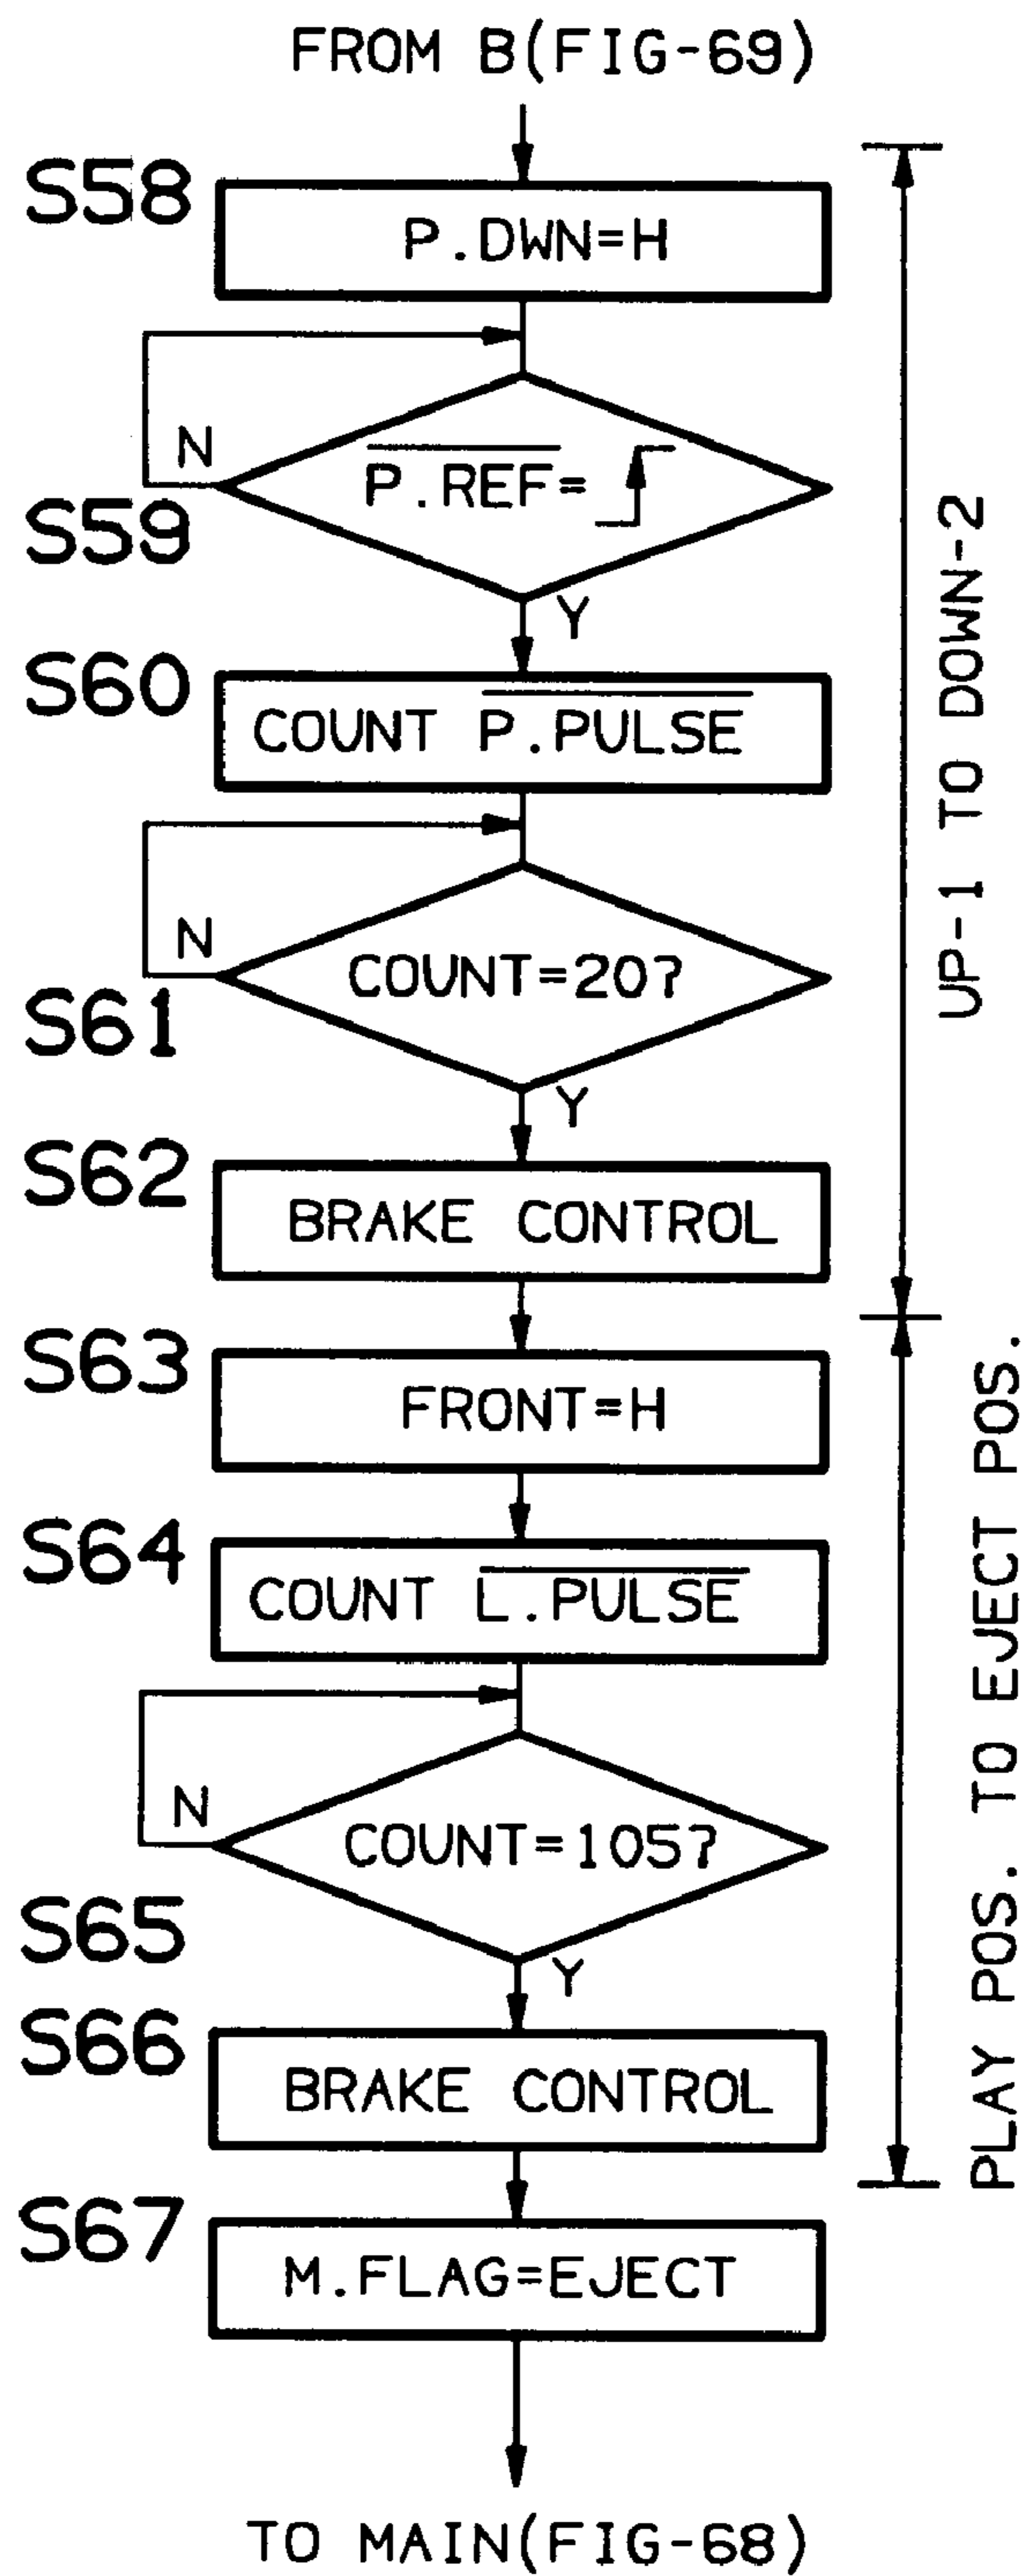 FROM B(FIG-69)
S58
P.DWN=H
N
P.REF=
S59
Y
S60
COUNT P.PULSE
N
COUNT=20?
S61
Y
S62
BRAKE CONTROL
UP-1 TO DOWN-2
S63
FRONT=H
S64
COUNT L.PULSE
N
COUNT=105?
S65
Y
S66
BRAKE CONTROL
PLAY POS. TO EJECT POS.
S67
M.FLAG=EJECT
TO MAIN(FIG-68)